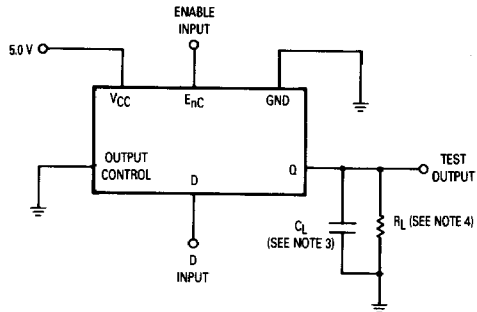 ENABLE
INPUT
5.0 V
VCC
EnC
GND
OUTPUT
CONTROL
D
Q
TEST
OUTPUT
CL
(SEE NOTE 3)
RL (SEE NOTE 4)
D
INPUT